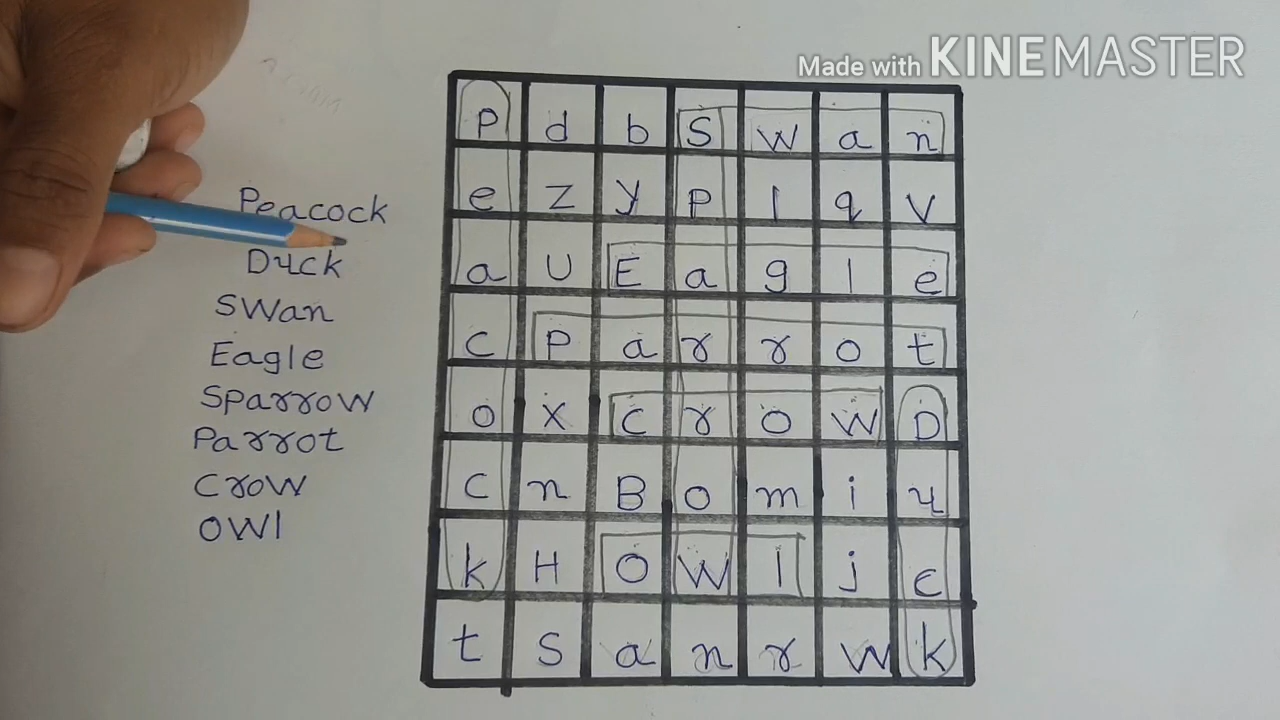 Made with KINEMASTER
Peacock
Duck
Swan
Eagle
Sparrow
Parrot
Crow
Owl
P d b S w a n
e z y p l q v
a U E a g l e
c P a r r o t
o x c r o w D
c n B o m i u
k H O w l j c
t S a n r w k